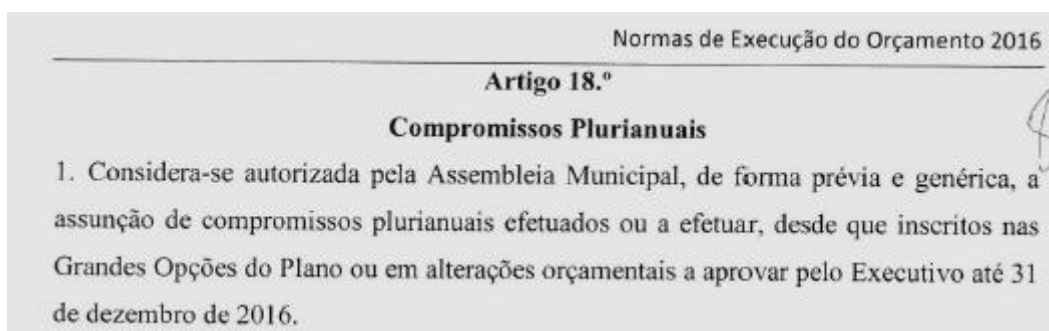 Normas de Execução do Orçamento 2016
Artigo 18.º
Compromissos Plurianuais
1. Considera-se autorizada pela Assembleia Municipal, de forma prévia e genérica, a
assunção de compromissos plurianuais efetuados ou a efetuar, desde que inscritos nas
Grandes Opções do Plano ou em alterações orçamentais a aprovar pelo Executivo até 31
de dezembro de 2016.